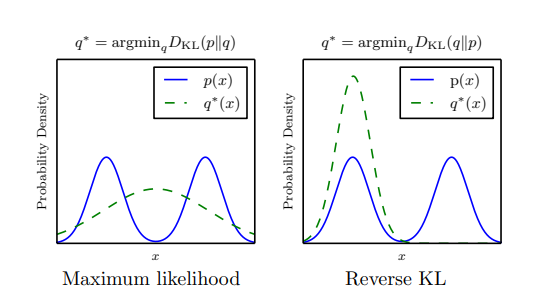 q* = argmin_q D_KL(p‖q)
p(x)
q*(x)
Probability Density
x
Maximum likelihood
q* = argmin_q D_KL(q‖p)
p(x)
q*(x)
Probability Density
x
Reverse KL